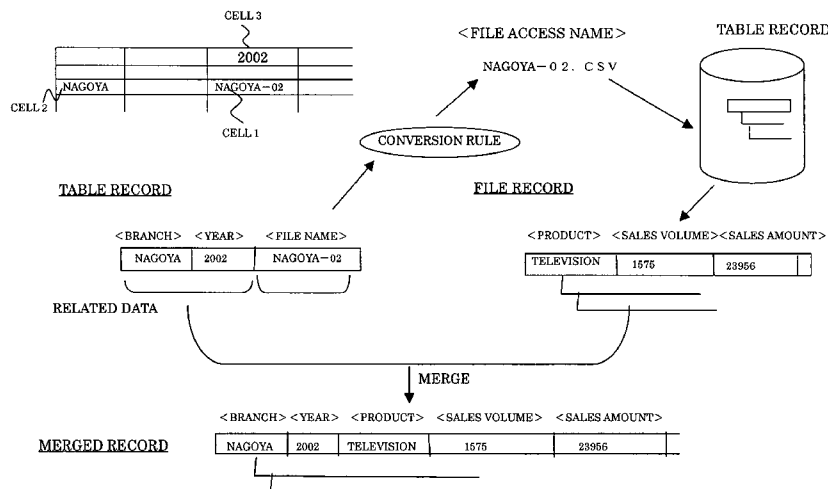 CELL 3
<FILE ACCESS NAME>
TABLE RECORD
2002
NAGOYA-02. CSV
NAGOYA
NAGOYA-02
CELL 2
CELL 1
CONVERSION RULE
TABLE RECORD
FILE RECORD
<BRANCH> <YEAR> <FILE NAME>
<PRODUCT> <SALES VOLUME> <SALES AMOUNT>
NAGOYA 2002 NAGOYA-02
TELEVISION 1575 23956
RELATED DATA
MERGE
<BRANCH> <YEAR> <PRODUCT> <SALES VOLUME> <SALES AMOUNT>
MERGED RECORD
NAGOYA 2002 TELEVISION 1575 23956